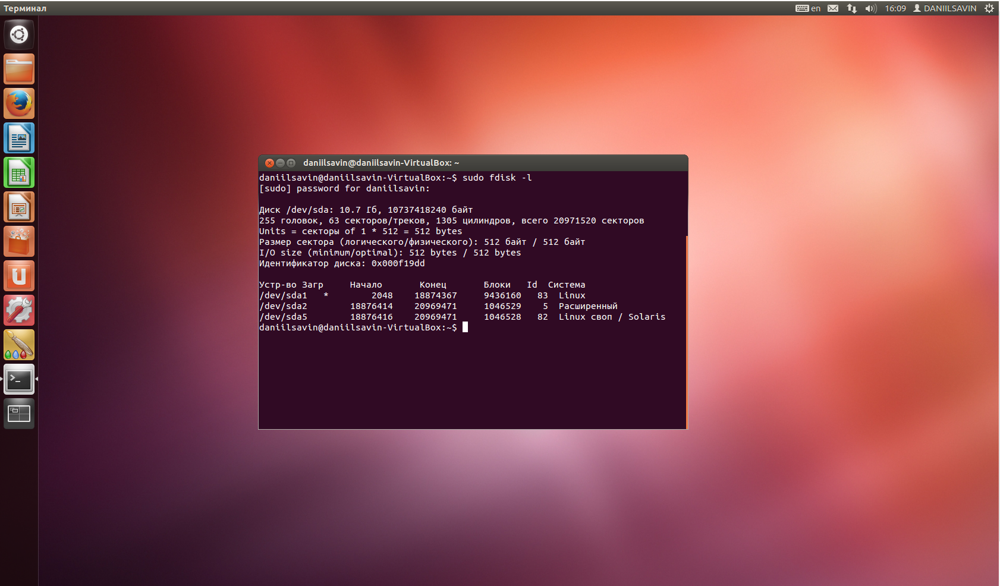 Терминал
en
16:09
DANIILSAVIN
daniilsavin@daniilsavin-VirtualBox: ~
daniilsavin@daniilsavin-VirtualBox:~$ sudo fdisk -l
[sudo] password for daniilsavin:
Диск /dev/sda: 10.7 Гб, 10737418240 байт
255 головок, 63 секторов/треков, 1305 цилиндров, всего 20971520 секторов
Units = секторы of 1 * 512 = 512 bytes
Размер сектора (логического/физического): 512 байт / 512 байт
I/O size (minimum/optimal): 512 bytes / 512 bytes
Идентификатор диска: 0x000f19dd
Устр-во Загр     Начало       Конец       Блоки   Id  Система
/dev/sda1   *        2048    18874367     9436160   83  Linux
/dev/sda2        18876414    20969471     1046529    5  Расширенный
/dev/sda5        18876416    20969471     1046528   82  Linux своп / Solaris
daniilsavin@daniilsavin-VirtualBox:~$